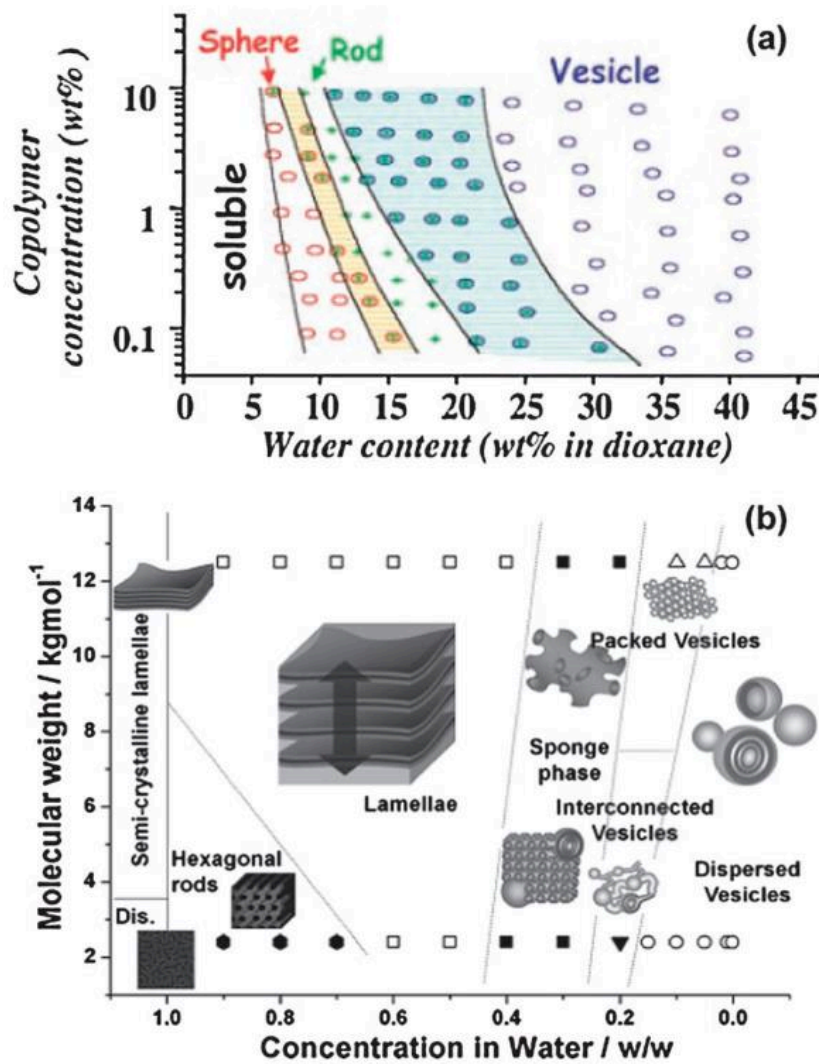 (a)
Sphere
Rod
Vesicle
Copolyner
concentration (wt%)
10
1
0.1
soluble
0 5 10 15 20 25 30 35 40 45
Water content (wt% in dioxane)
(b)
Molecular weight / kgmol⁻¹
14
12
10
8
6
4
2
Semi-crystalline lamellae
Dis.
Hexagonal
rods
Lamellae
Packed Vesicles
Sponge
phase
Interconnected
Vesicles
Dispersed
Vesicles
1.0 0.8 0.6 0.4 0.2 0.0
Concentration in Water / w/w